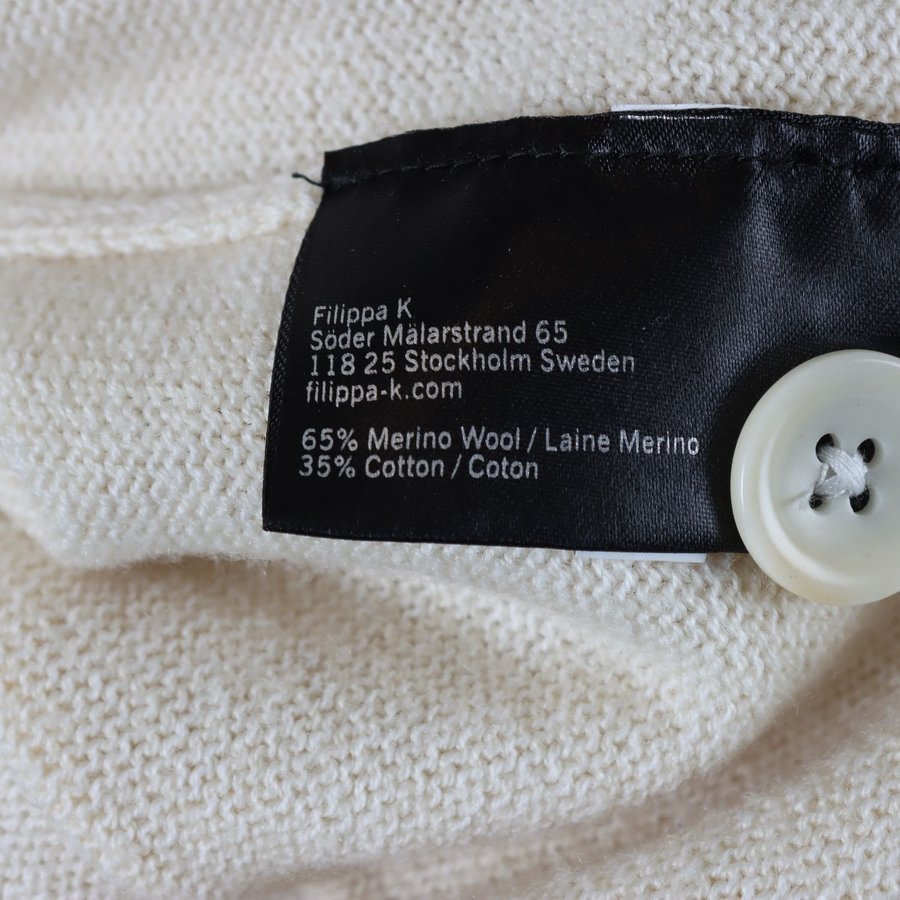 Filippa K
Söder Mälarstrand 65
118 25 Stockholm Sweden
filippa-k.com
65% Merino Wool / Laine Merino
35% Cotton / Coton